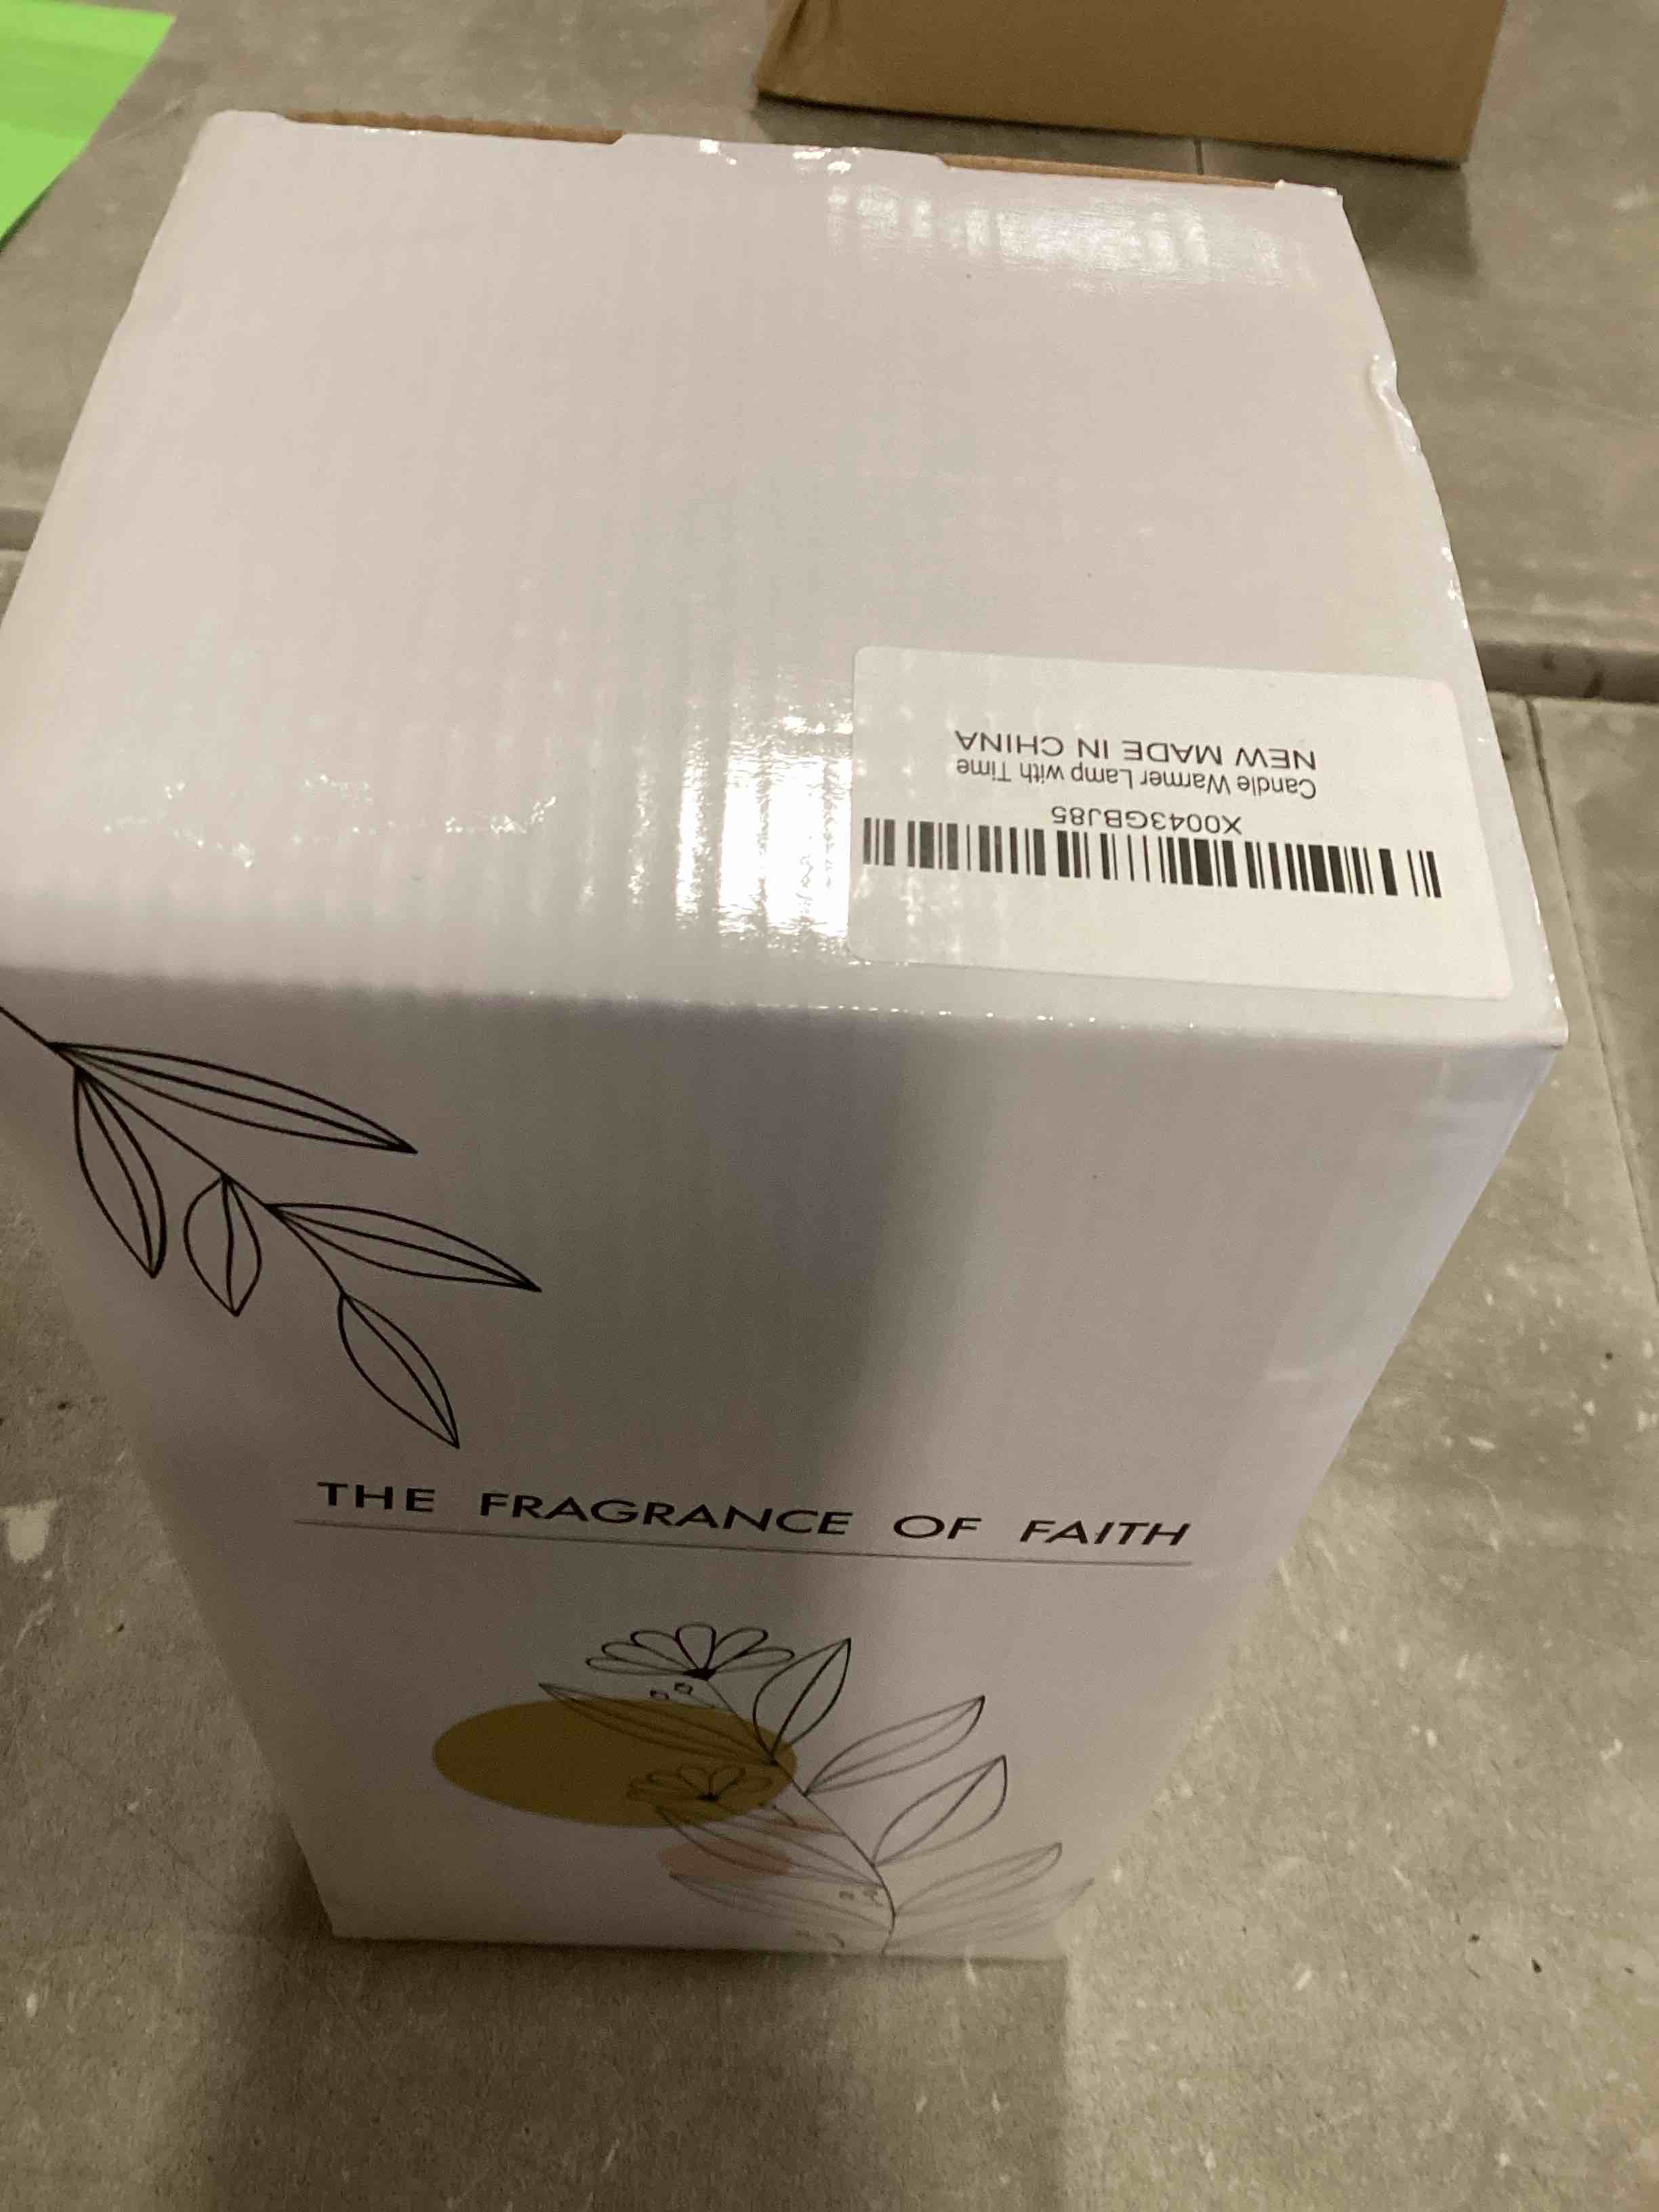 X0043GBJ85
Candle Warmer Lamp with Time
NEW MADE IN CHINA
THE FRAGRANCE OF FAITH